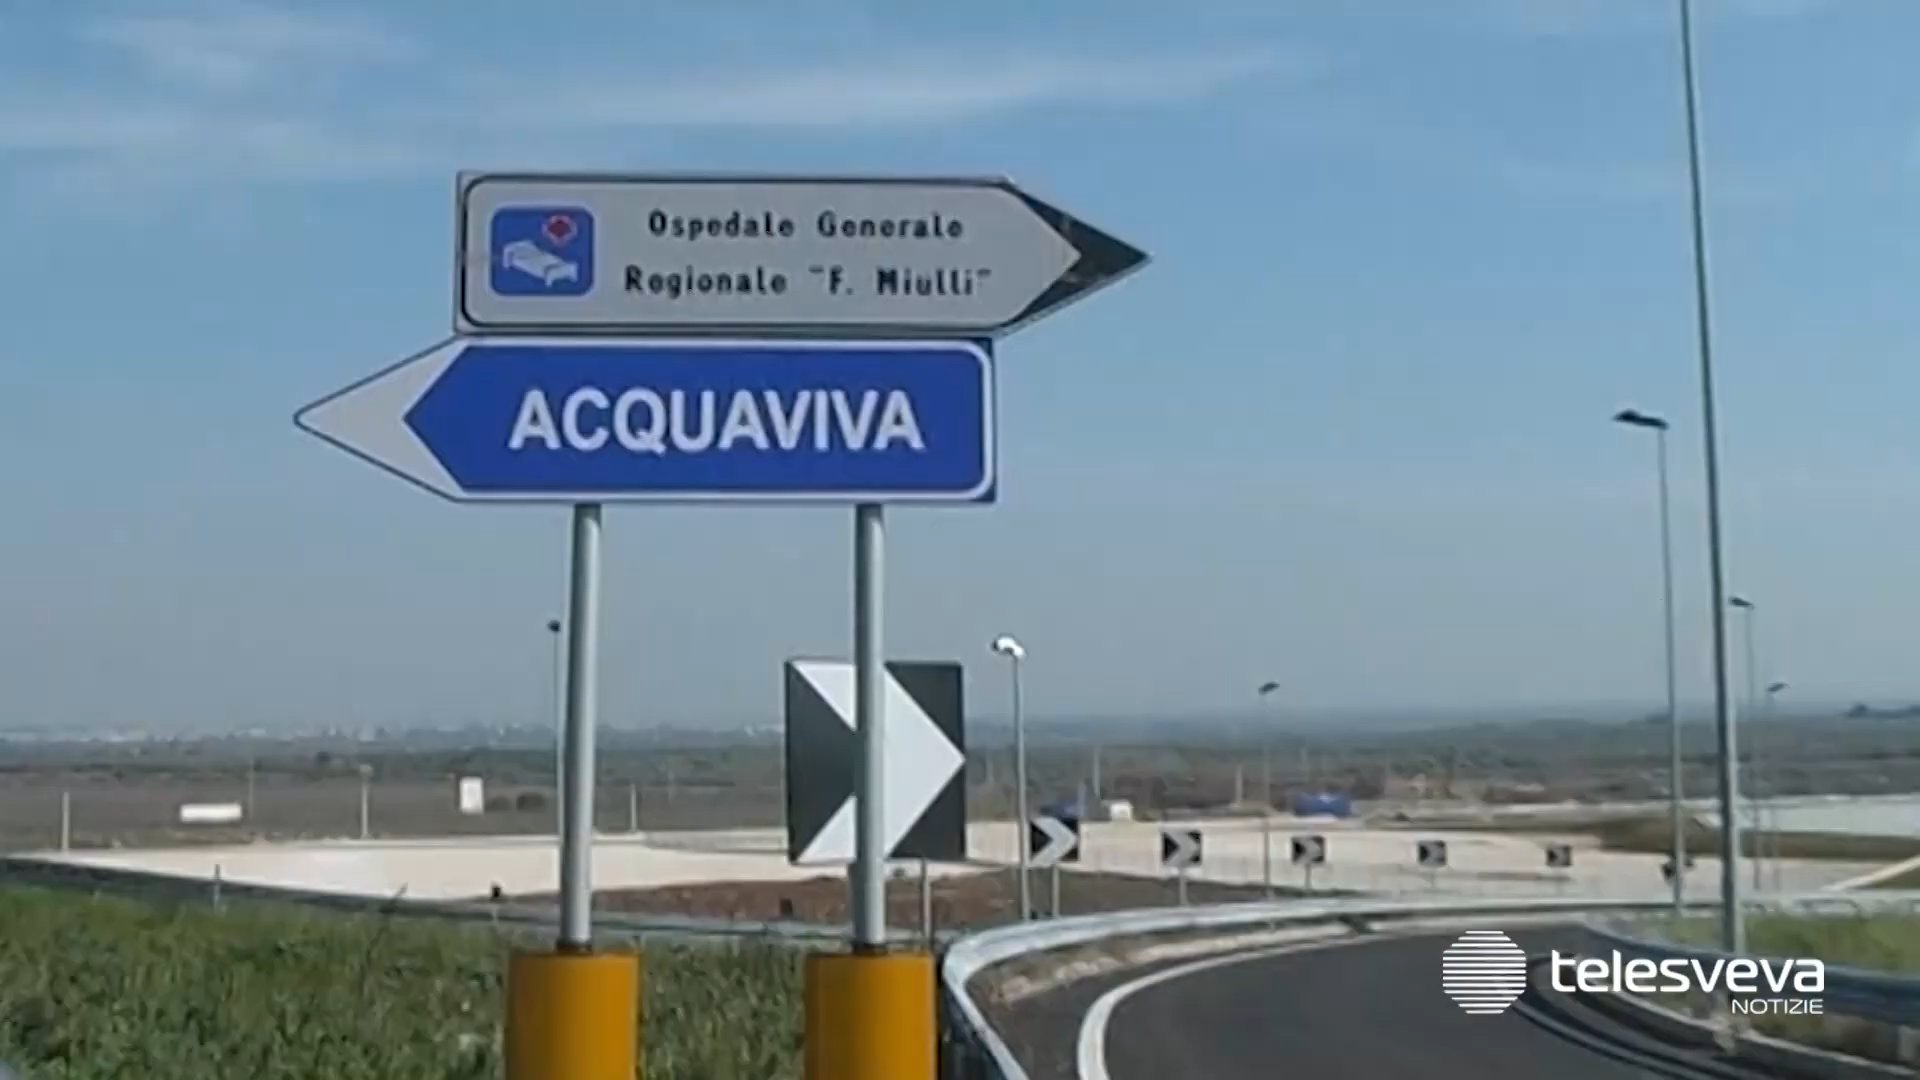 Ospedale Generale
Regionale "F. Miulli"
ACQUAVIVA
telesveva
NOTIZIE